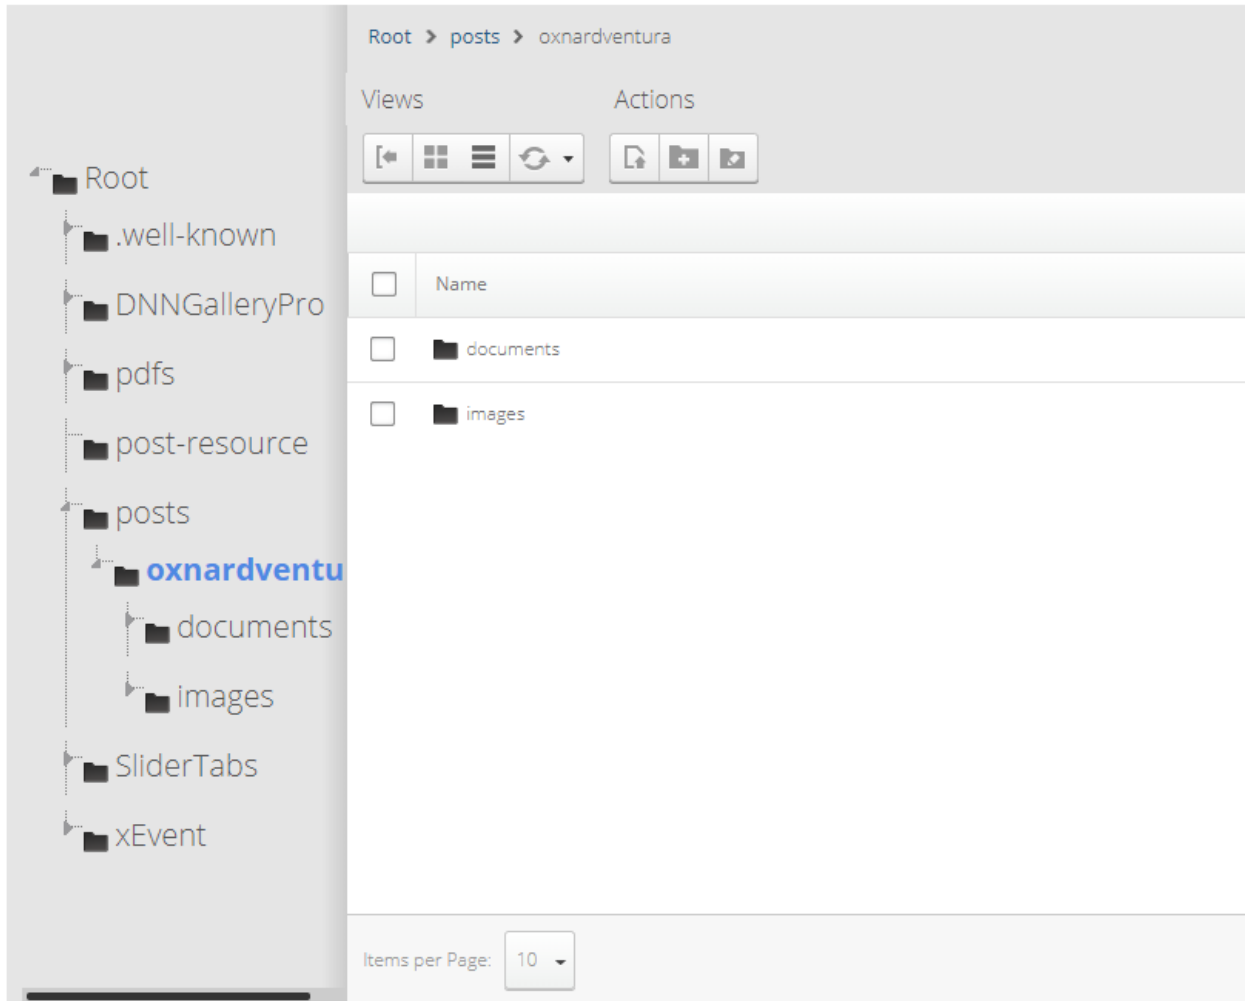 Root > posts > oxnardventura
Views Actions
Root
.well-known
DNNGalleryPro
pdfs
post-resource
posts
oxnardventu
documents
images
SliderTabs
xEvent
Name
documents
images
Items per Page: 10